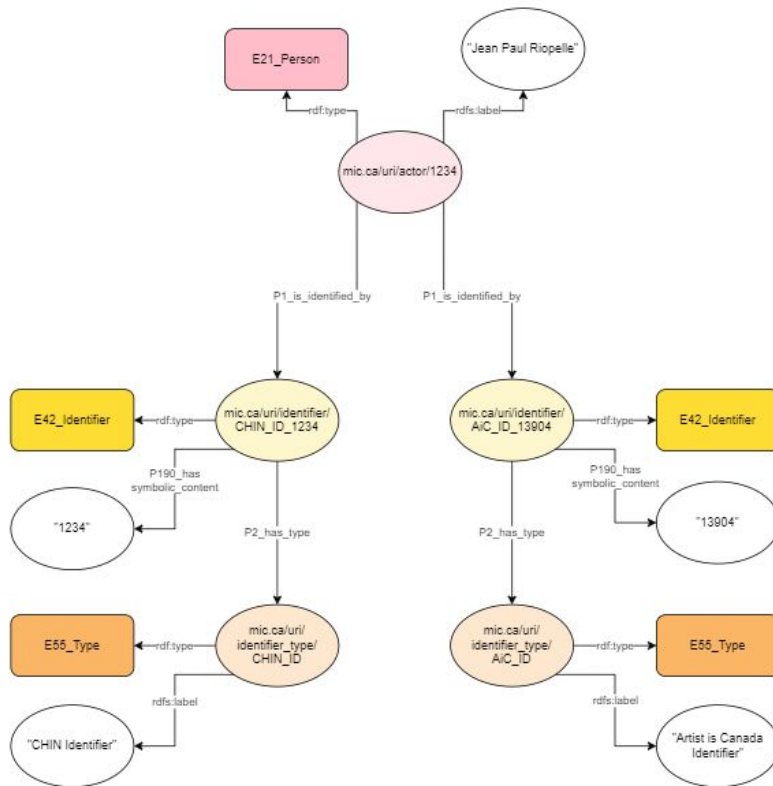 "Jean Paul Riopelle"
E21_Person
rdf:type
rdfs:label
mic.ca/uri/actor/1234
P1_is_identified_by
P1_is_identified_by
E42_Identifier
rdf:type
mic.ca/uri/identifier/
CHIN_ID_1234
mic.ca/uri/identifier/
AiC_ID_13904
rdf:type
E42_Identifier
P190_has
symbolic_content
P190_has
symbolic_content
"1234"
P2_has_type
P2_has_type
"13904"
E55_Type
rdf:type
mic.ca/uri/
identifier_type/
CHIN_ID
mic.ca/uri/
identifier_type/
AiC_ID
rdf:type
E55_Type
rdfs:label
rdfs:label
"CHIN Identifier"
"Artist is Canada
Identifier"